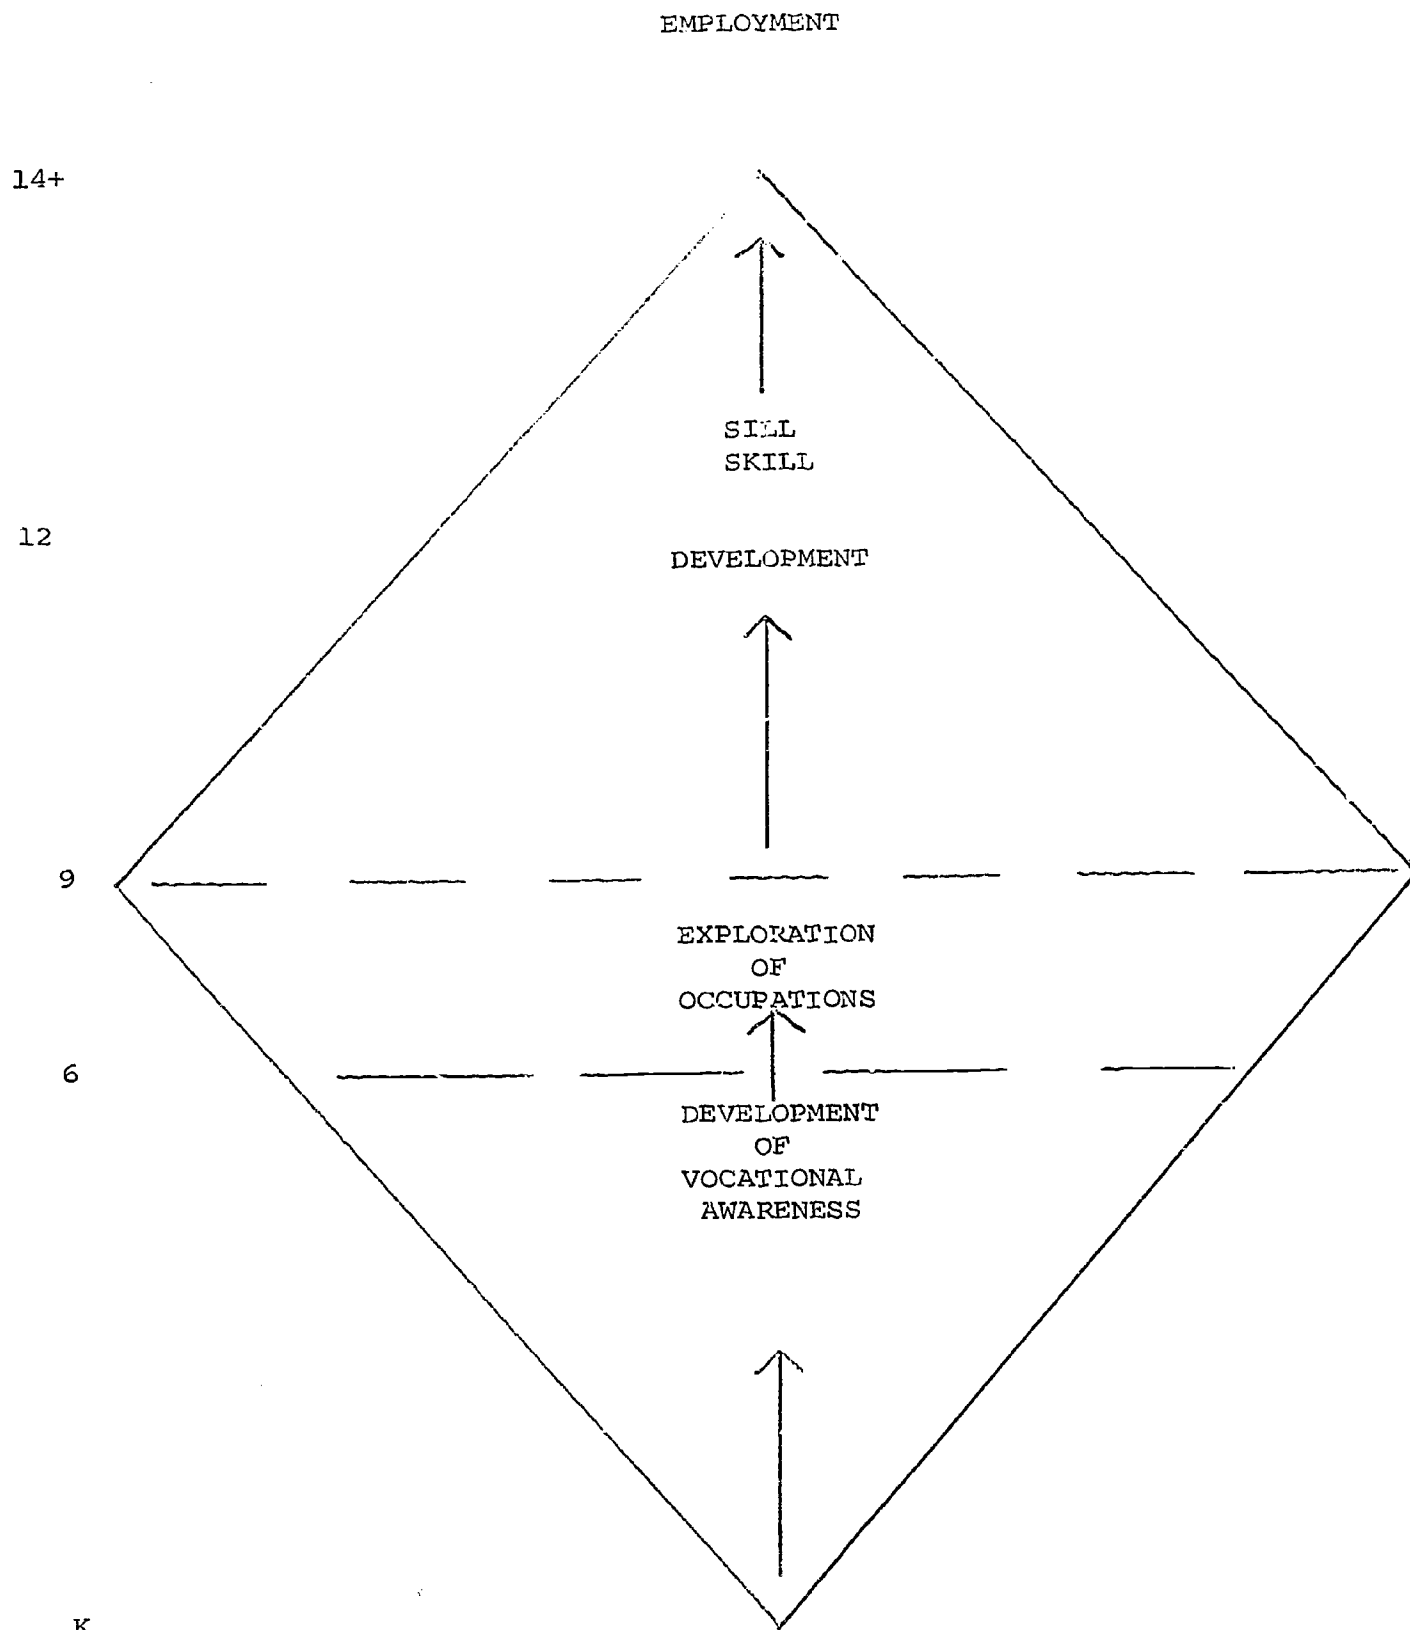 EMPLOYMENT
14+
SILL
SKILL
12
DEVELOPMENT
9
EXPLORATION
OF
OCCUPATIONS
6
DEVELOPMENT
OF
VOCATIONAL
AWARENESS
K